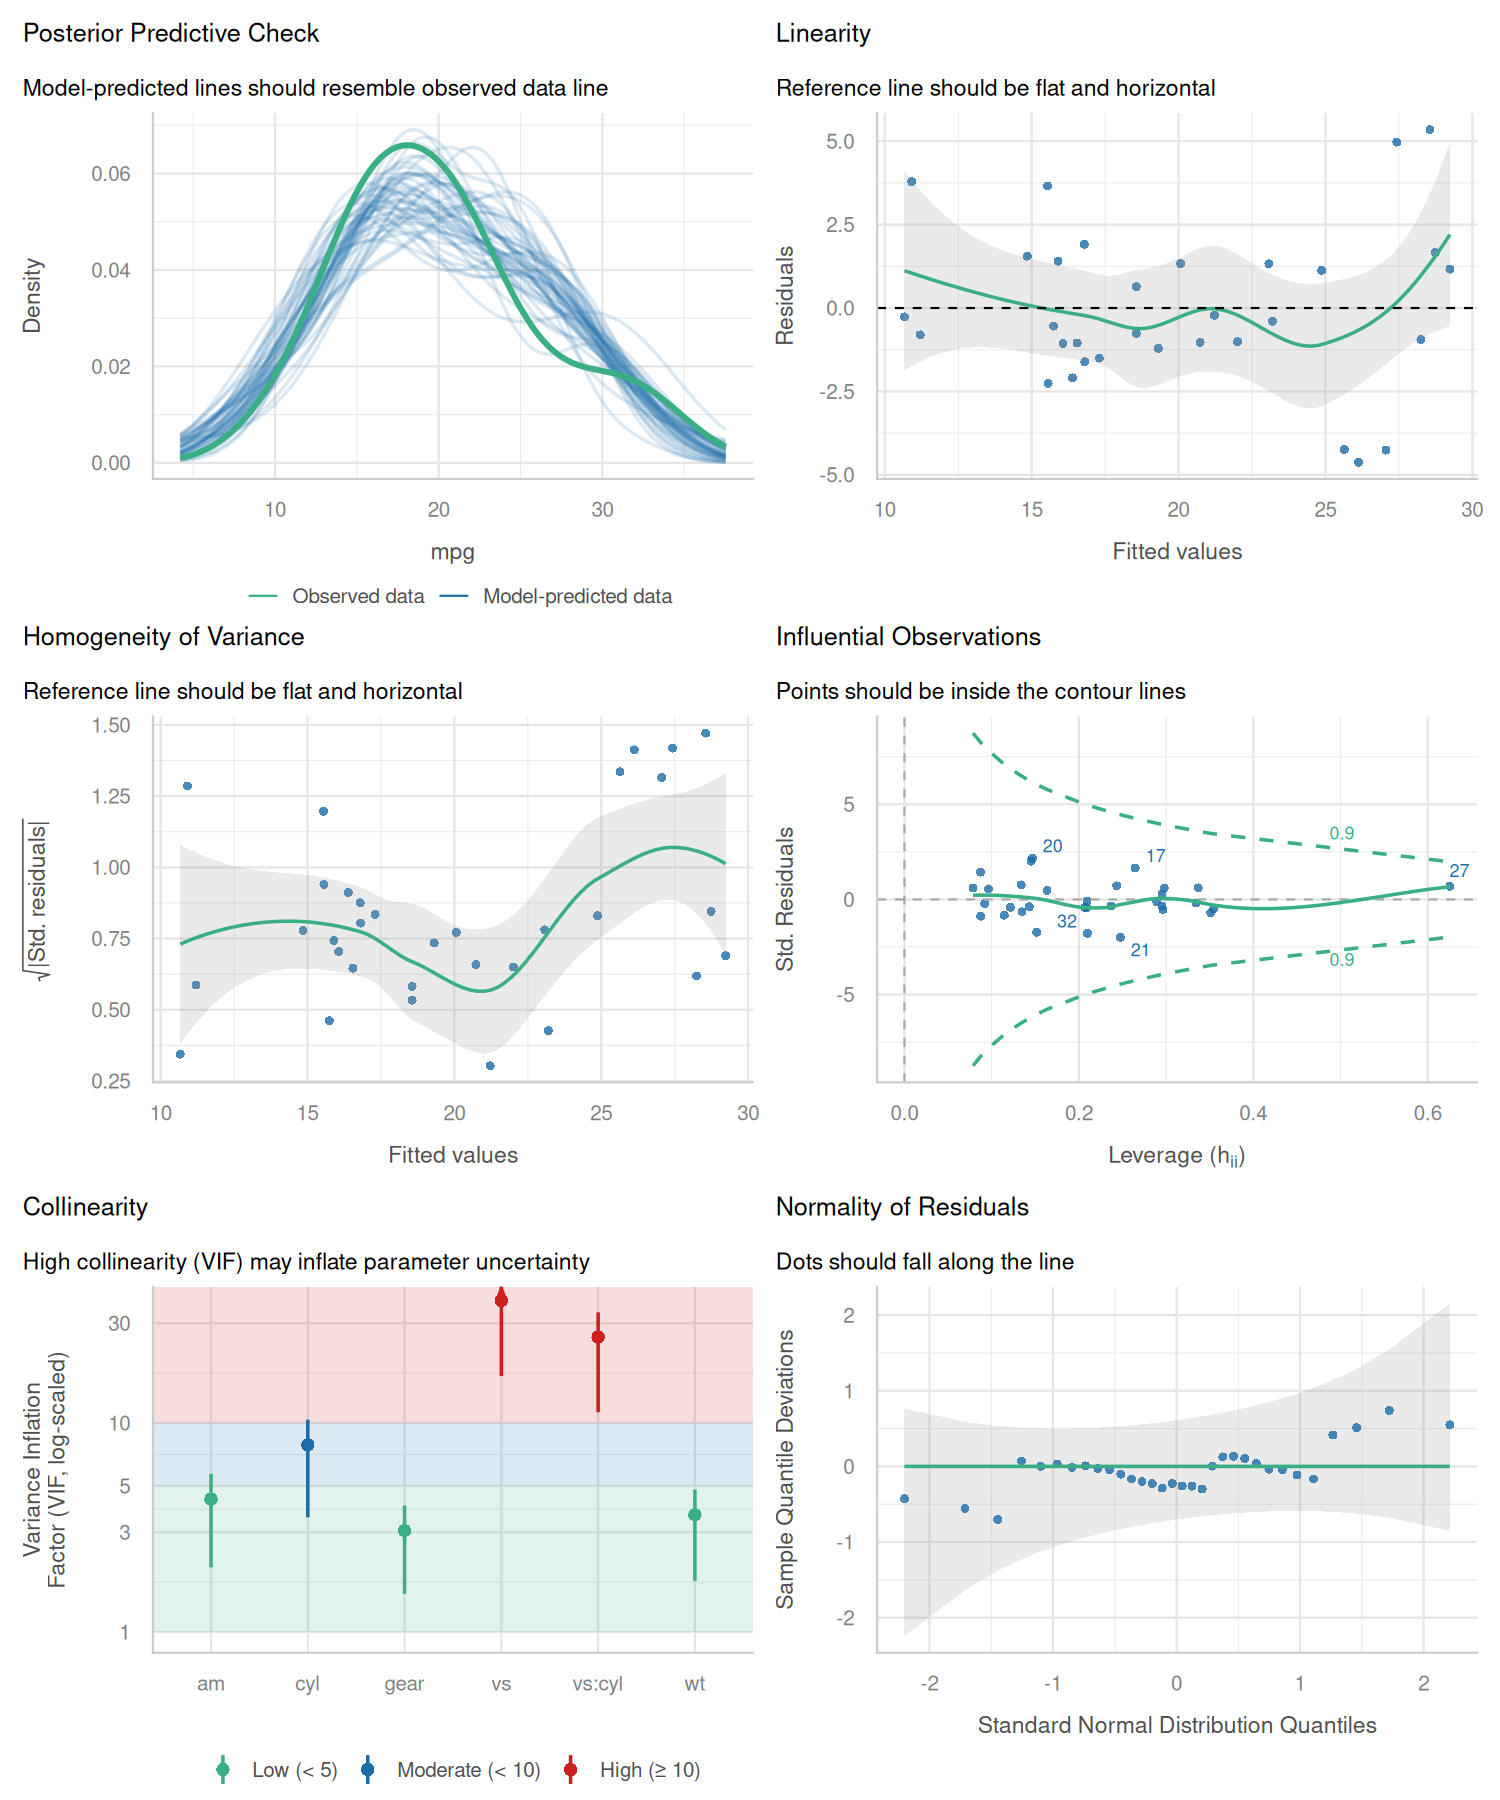 Posterior Predictive Check
Model-predicted lines should resemble observed data line
Density
0.06
0.04
0.02
0.00
10 20 30
mpg
Observed data Model-predicted data
Linearity
Reference line should be flat and horizontal
Residuals
5.0
2.5
0.0
-2.5
-5.0
10 15 20 25 30
Fitted values
Homogeneity of Variance
Reference line should be flat and horizontal
√|Std. residuals|
1.50
1.25
1.00
0.75
0.50
0.25
10 15 20 25 30
Fitted values
Influential Observations
Points should be inside the contour lines
Std. Residuals
5
0
-5
0.9
20
17
27
32
21
0.9
0.0 0.2 0.4 0.6
Leverage (hii)
Collinearity
High collinearity (VIF) may inflate parameter uncertainty
Variance Inflation
Factor (VIF, log-scaled)
30
10
5
3
1
am cyl gear vs vs:cyl wt
Low (< 5) Moderate (< 10) High (≥ 10)
Normality of Residuals
Dots should fall along the line
Sample Quantile Deviations
2
1
0
-1
-2
-2 -1 0 1 2
Standard Normal Distribution Quantiles